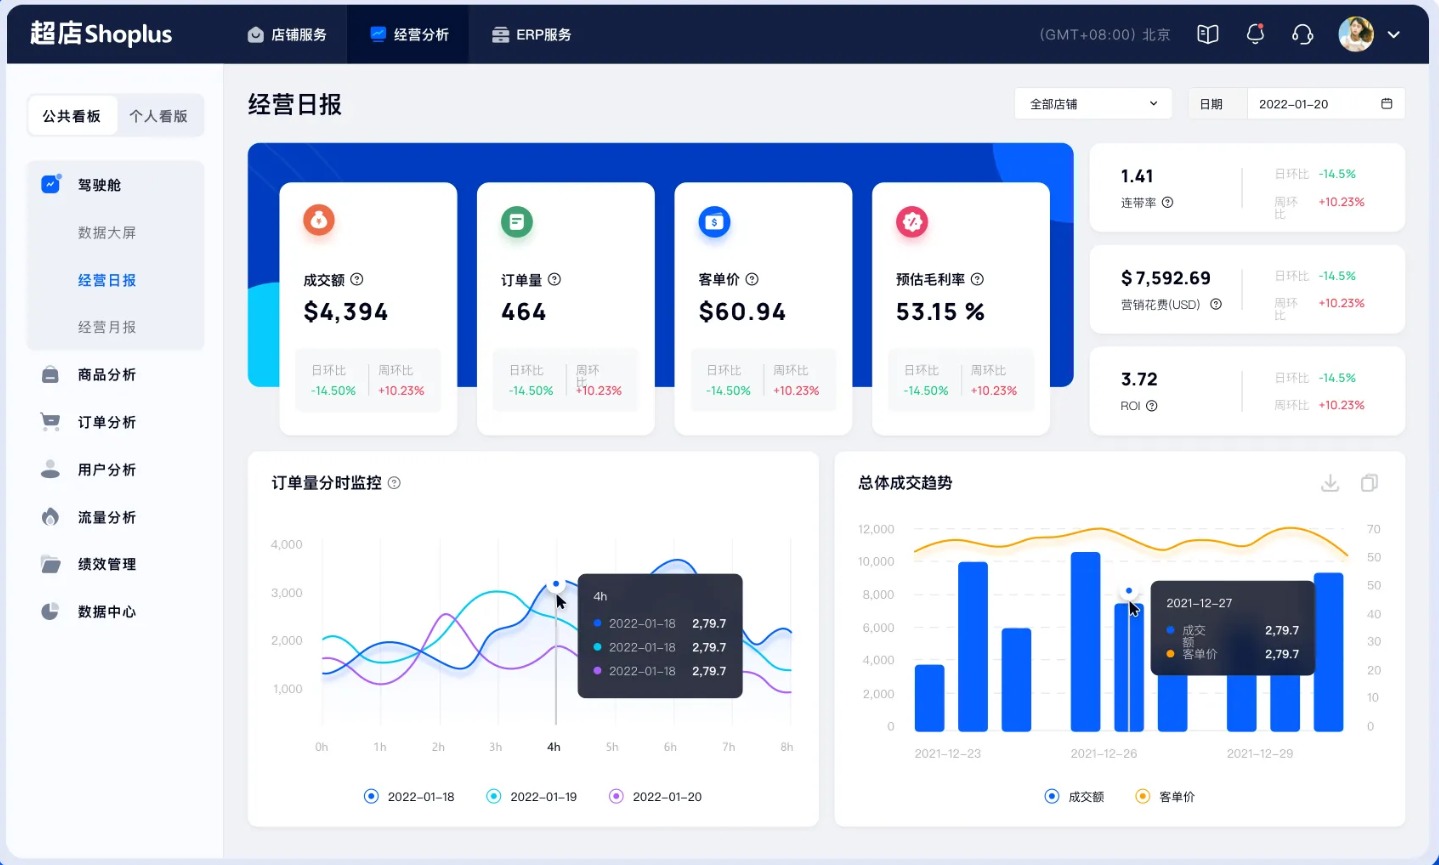 超店Shoplus
店铺服务
经营分析
ERP服务
(GMT+08:00) 北京
公共看板
个人看版
驾驶舱
数据大屏
经营日报
经营月报
商品分析
订单分析
用户分析
流量分析
绩效管理
数据中心
经营日报
全部店铺
日期
2022-01-20
成交额
$4,394
日环比
-14.50%
周环比
+10.23%
订单量
464
日环比
-14.50%
周环
比
+10.23%
客单价
$60.94
日环比
-14.50%
周环比
+10.23%
预估毛利率
53.15 %
日环比
-14.50%
周环比
+10.23%
1.41
连带率
日环比 -14.5%
周环
比
+10.23%
$7,592.69
营销花费(USD)
日环比 -14.5%
周环
比
+10.23%
3.72
ROI
日环比 -14.5%
周环比 +10.23%
订单量分时监控
4,000
3,000
2,000
1,000
0h 1h 2h 3h 4h 5h 6h 7h 8h
4h
2022-01-18 2,79.7
2022-01-18 2,79.7
2022-01-18 2,79.7
2022-01-18
2022-01-19
2022-01-20
总体成交趋势
12,000
10,000
8,000
6,000
4,000
2,000
0
70
50
50
40
30
20
10
0
2021-12-23
2021-12-26
2021-12-29
2021-12-27
成交
额
2,79.7
客单价 2,79.7
成交额
客单价